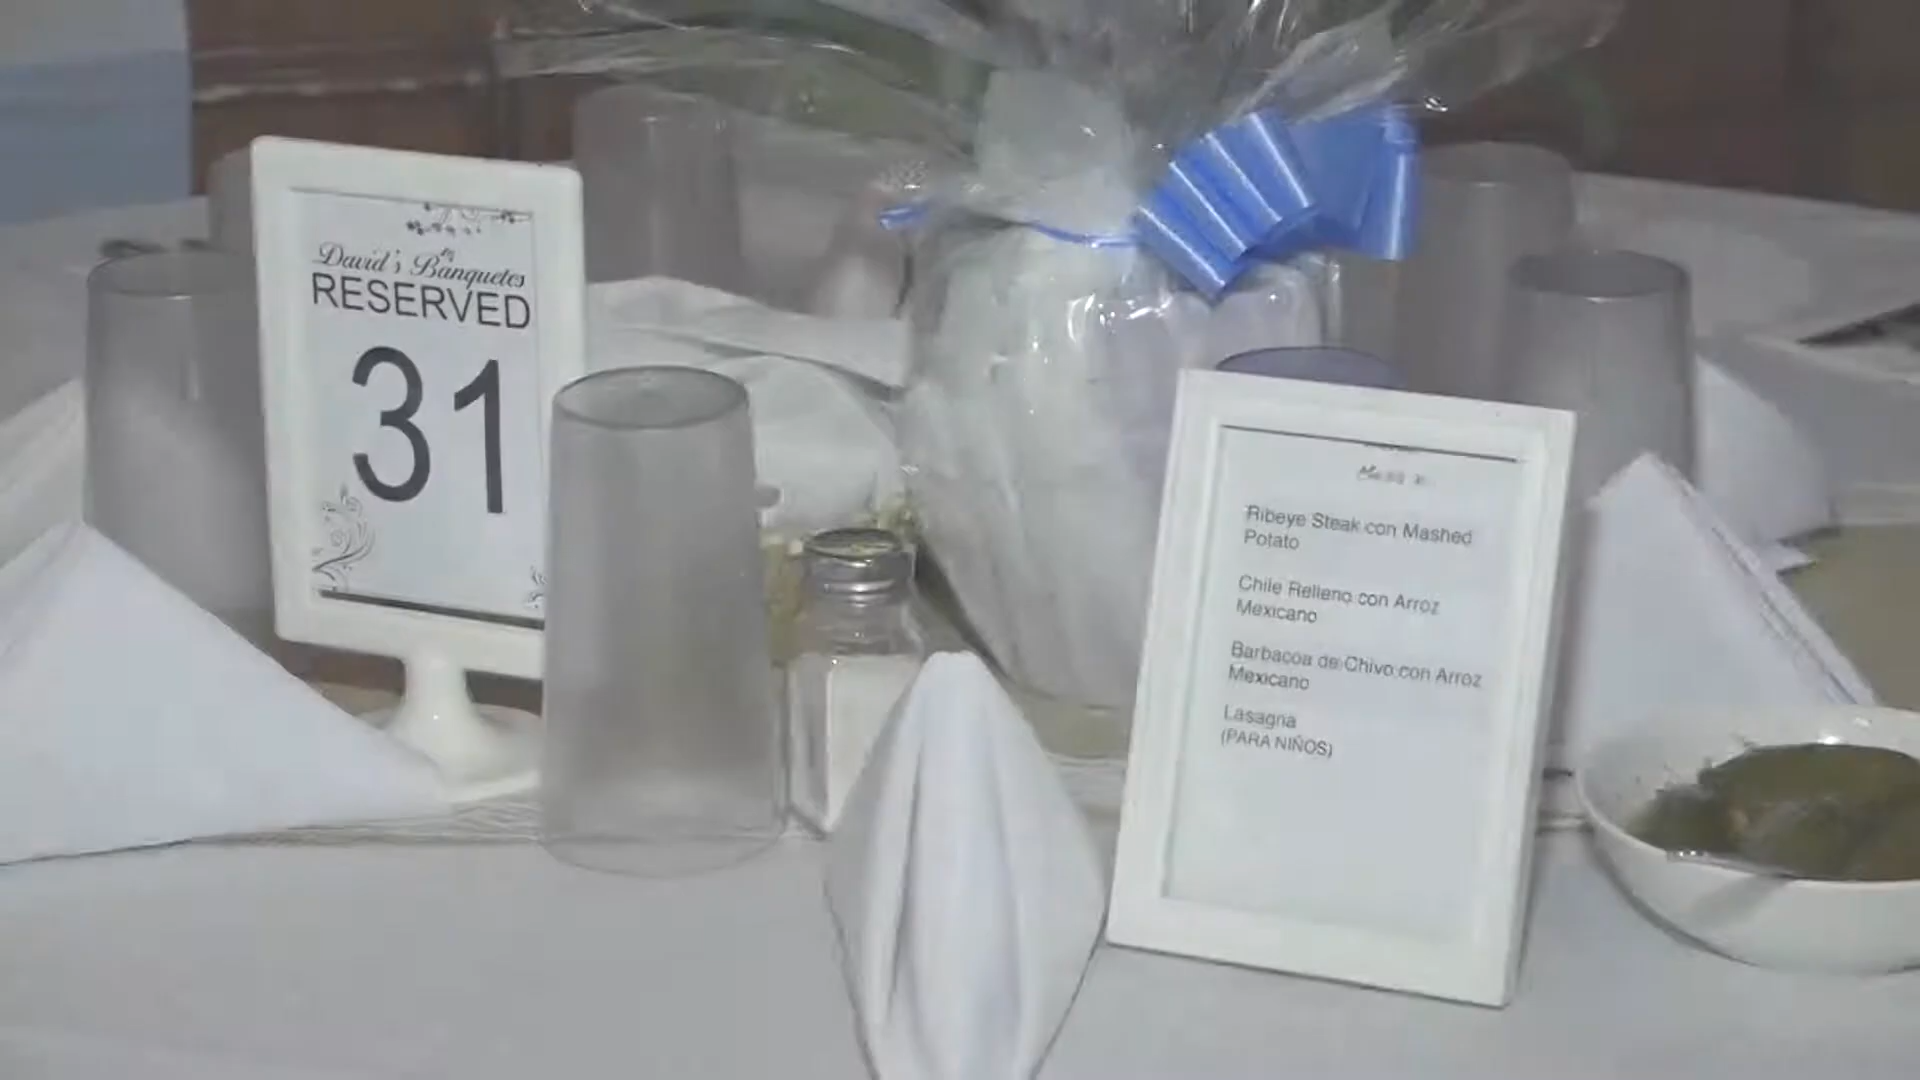 David's Banquetes
RESERVED
31
Ribeye Steak con Mashed
Potato
Chile Relleno con Arroz
Mexicano
Barbacoa de Chivo con Arroz
Mexicano
Lasagna
(PARA NIÑOS)